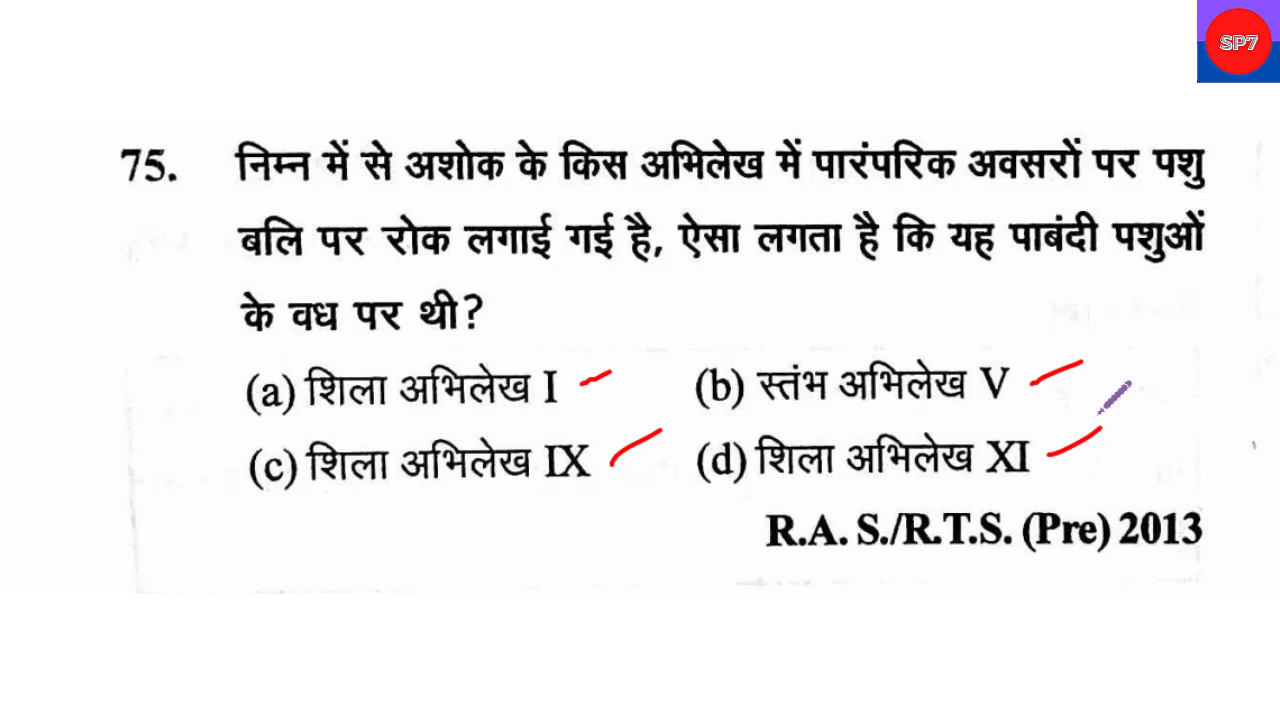 SP7
75. निम्न में से अशोक के किस अभिलेख में पारंपरिक अवसरों पर पशु
बलि पर रोक लगाई गई है, ऐसा लगता है कि यह पाबंदी पशुओं
के वध पर थी?
(a) शिला अभिलेख I (b) स्तंभ अभिलेख V
(c) शिला अभिलेख IX (d) शिला अभिलेख XI
R.A. S./R.T.S. (Pre) 2013